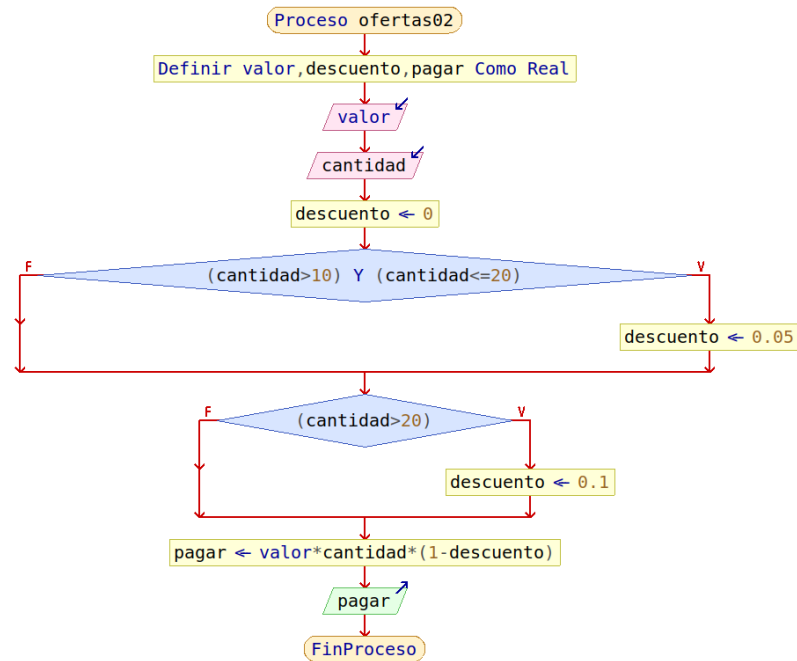 Proceso ofertas02
Definir valor,descuento,pagar Como Real
valor
cantidad
descuento <- 0
F
(cantidad>10) Y (cantidad<=20)
V
descuento <- 0.05
F
(cantidad>20)
V
descuento <- 0.1
pagar <- valor*cantidad*(1-descuento)
pagar
FinProceso